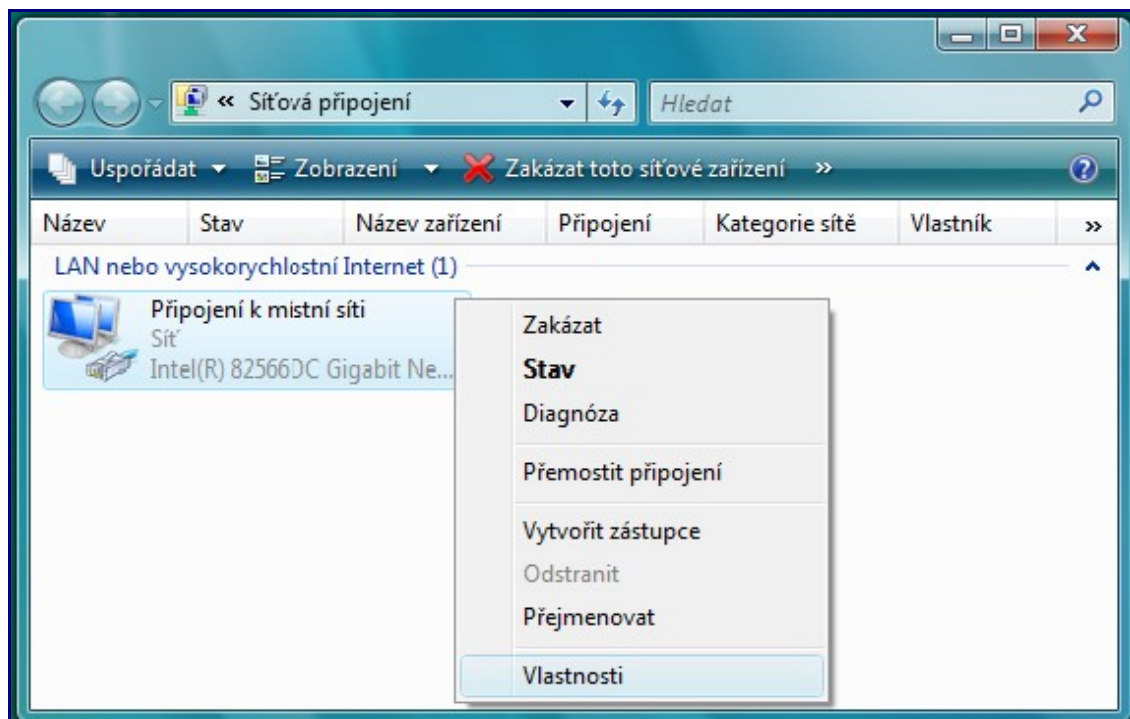 « Síťová připojení
Hledat
Uspořádat Zobrazení Zakázat toto síťové zařízení »
Název Stav Název zařízení Připojení Kategorie sítě Vlastník »
LAN nebo vysokorychlostní Internet (1)
Připojení k mistní síti
Síť
Intel(R) 82566DC Gigabit Ne...
Zakázat
Stav
Diagnóza
Přemostit připojení
Vytvořit zástupce
Odstranit
Přejmenovat
Vlastnosti